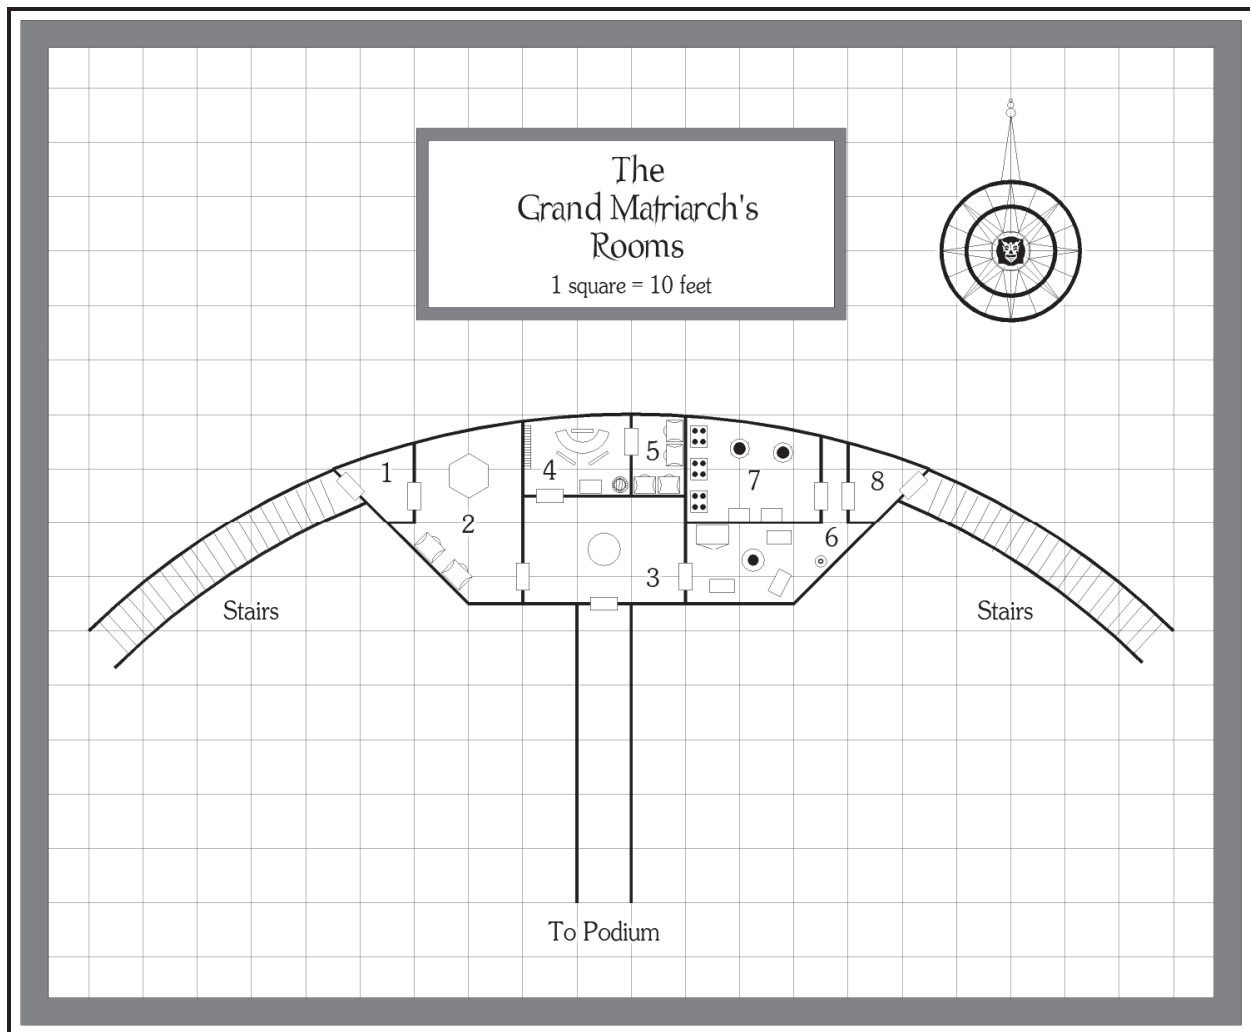 The
Grand Matriarch's
Rooms
1 square = 10 feet
1
2
3
4
5
6
7
8
Stairs
Stairs
To Podium